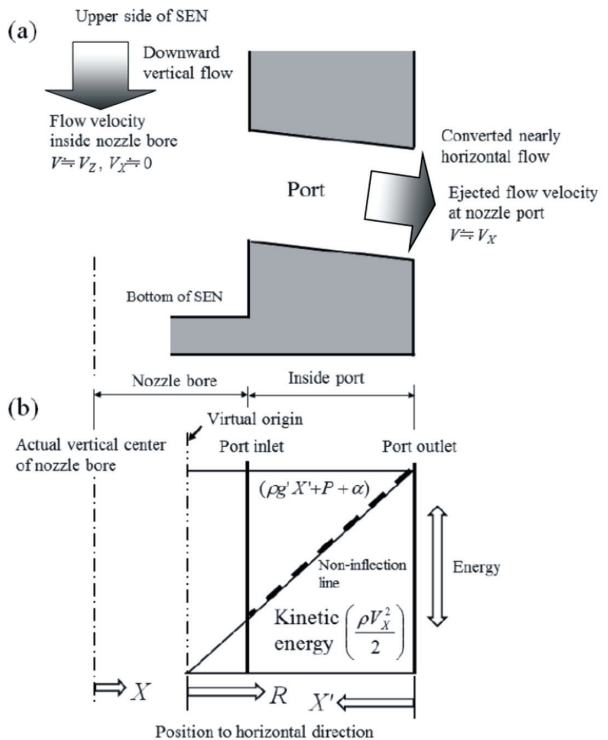 (a)
Upper side of SEN
Downward
vertical flow
Flow velocity
inside nozzle bore
V≒V_Z, V_X≒0
Port
Converted nearly
horizontal flow
Ejected flow velocity
at nozzle port
V≒V_X
Bottom of SEN
Nozzle bore
Inside port
(b)
Virtual origin
Actual vertical center
of nozzle bore
Port inlet
Port outlet
(ρg'X'+P+α)
Non-inflection
line
Energy
Kinetic
energy (ρV_X^2/2)
X
R
X'
Position to horizontal direction